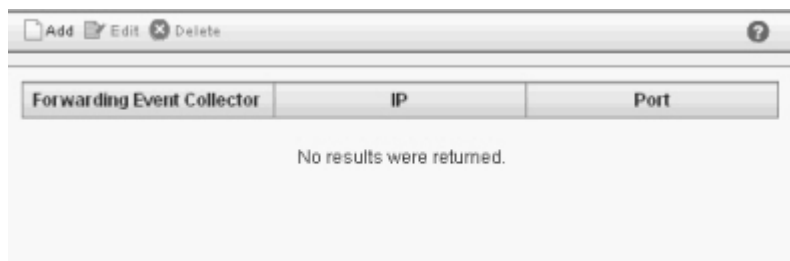 Add Edit Delete ?
Forwarding Event Collector IP Port
No results were returned.